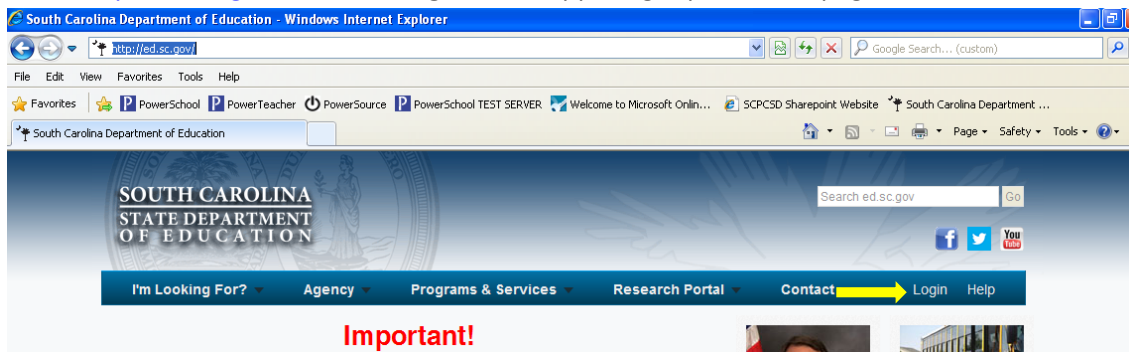 South Carolina Department of Education - Windows Internet Explorer
http://ed.sc.gov/
Google Search... (custom)
File Edit View Favorites Tools Help
Favorites PowerSchool PowerTeacher PowerSource PowerSchool TEST SERVER Welcome to Microsoft Onlin... SCPCSD Sharepoint Website South Carolina Department ...
South Carolina Department of Education
Page Safety Tools
SOUTH CAROLINA
STATE DEPARTMENT
OF EDUCATION
Search ed.sc.gov Go
You
Tube
I'm Looking For? Agency Programs & Services Research Portal Contact Login Help
Important!